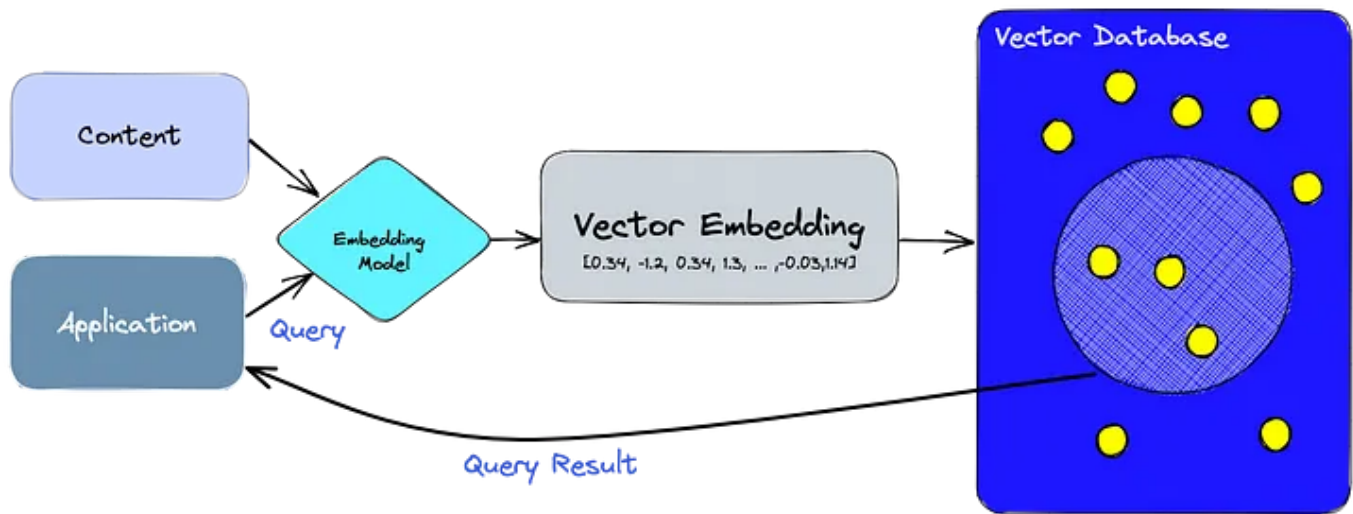 Vector Database
Content
Embedding
Model
Vector Embedding
[0.34, -1.2, 0.34, 1.3, ... ,-0.03,1.14]
Application
Query
Query Result